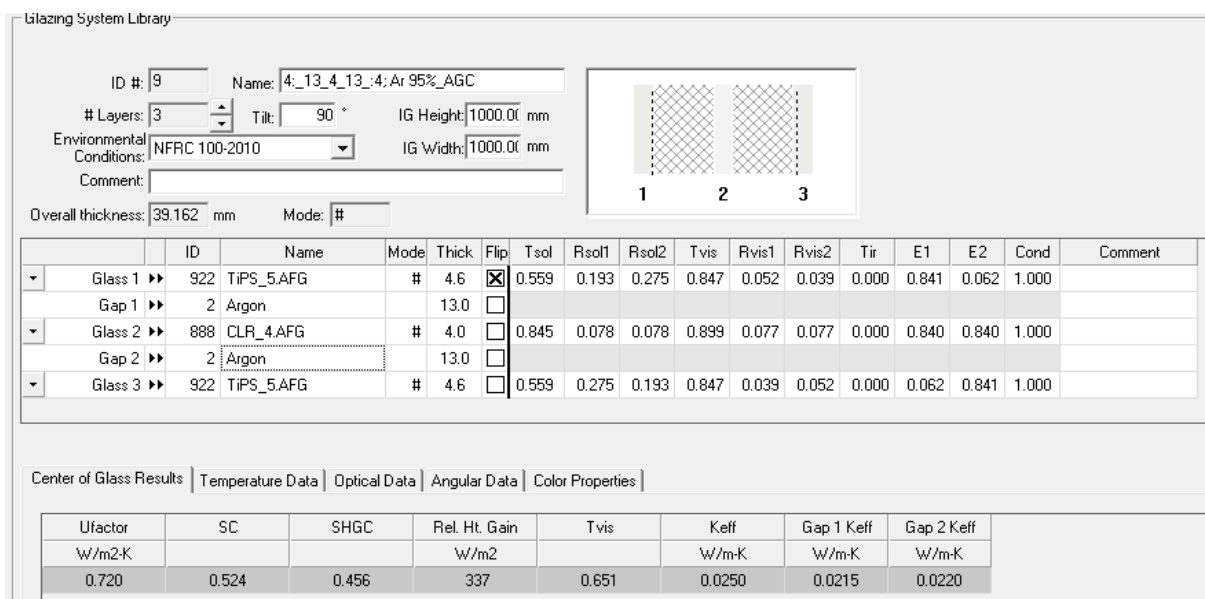 Glazing System Library
ID #: 9 Name: 4:_13_4_13_:4; Ar 95%_AGC
# Layers: 3 Tilt: 90 ° IG Height: 1000.00 mm
Environmental Conditions: NFRC 100-2010 IG Width: 1000.00 mm
Comment:
1 2 3
Overall thickness: 39.162 mm Mode: #
ID Name Mode Thick Flip Tsol Rsol1 Rsol2 Tvis Rvis1 Rvis2 Tir E1 E2 Cond Comment
Glass 1 922 TiPS_5.AFG # 4.6 0.559 0.193 0.275 0.847 0.052 0.039 0.000 0.841 0.062 1.000
Gap 1 2 Argon 13.0
Glass 2 888 CLR_4.AFG # 4.0 0.845 0.078 0.078 0.899 0.077 0.077 0.000 0.840 0.840 1.000
Gap 2 2 Argon 13.0
Glass 3 922 TiPS_5.AFG # 4.6 0.559 0.275 0.193 0.847 0.039 0.052 0.000 0.062 0.841 1.000
Center of Glass Results Temperature Data Optical Data Angular Data Color Properties
Ufactor SC SHGC Rel. Ht. Gain Tvis Keff Gap 1 Keff Gap 2 Keff
W/m2-K W/m2 W/m-K W/m-K W/m-K
0.720 0.524 0.456 337 0.651 0.0250 0.0215 0.0220